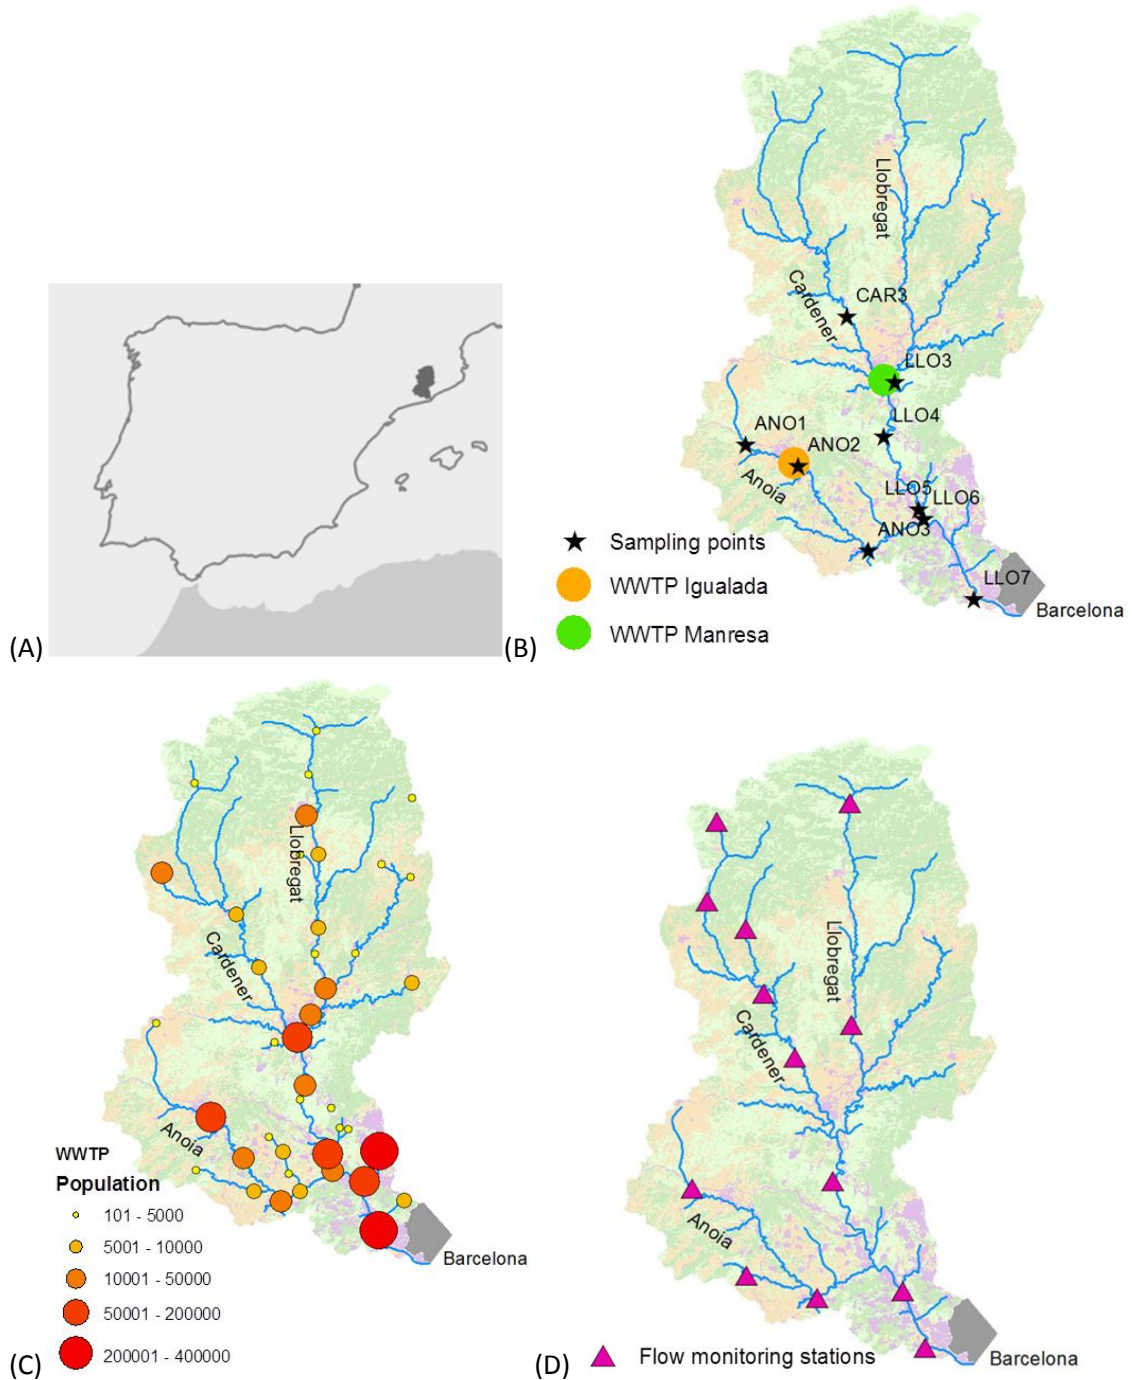 (A)
Llobregat
Cardener
CAR3
LLO3
LLO4
ANO1
ANO2
Anoia
LLO5
LLO6
ANO3
LLO7
Barcelona
Sampling points
WWTP Igualada
WWTP Manresa
(B)
Llobregat
Cardener
Anoia
WWTP
Population
101 - 5000
5001 - 10000
10001 - 50000
50001 - 200000
200001 - 400000
Barcelona
(C)
Llobregat
Cardener
Anoia
Barcelona
(D)
Flow monitoring stations